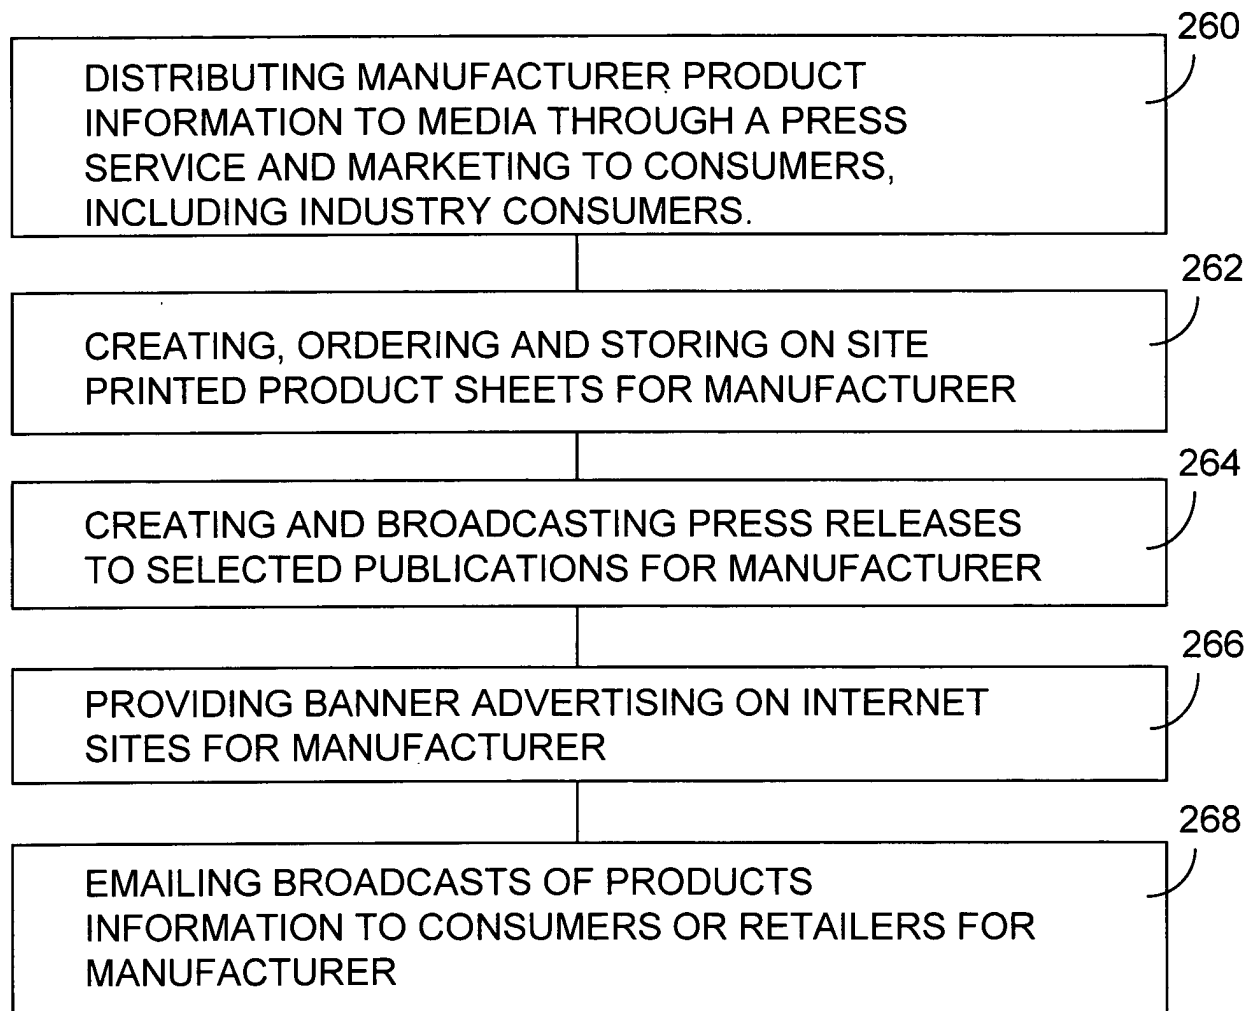 260
DISTRIBUTING MANUFACTURER PRODUCT
INFORMATION TO MEDIA THROUGH A PRESS
SERVICE AND MARKETING TO CONSUMERS,
INCLUDING INDUSTRY CONSUMERS.
262
CREATING, ORDERING AND STORING ON SITE
PRINTED PRODUCT SHEETS FOR MANUFACTURER
264
CREATING AND BROADCASTING PRESS RELEASES
TO SELECTED PUBLICATIONS FOR MANUFACTURER
266
PROVIDING BANNER ADVERTISING ON INTERNET
SITES FOR MANUFACTURER
268
EMAILING BROADCASTS OF PRODUCTS
INFORMATION TO CONSUMERS OR RETAILERS FOR
MANUFACTURER